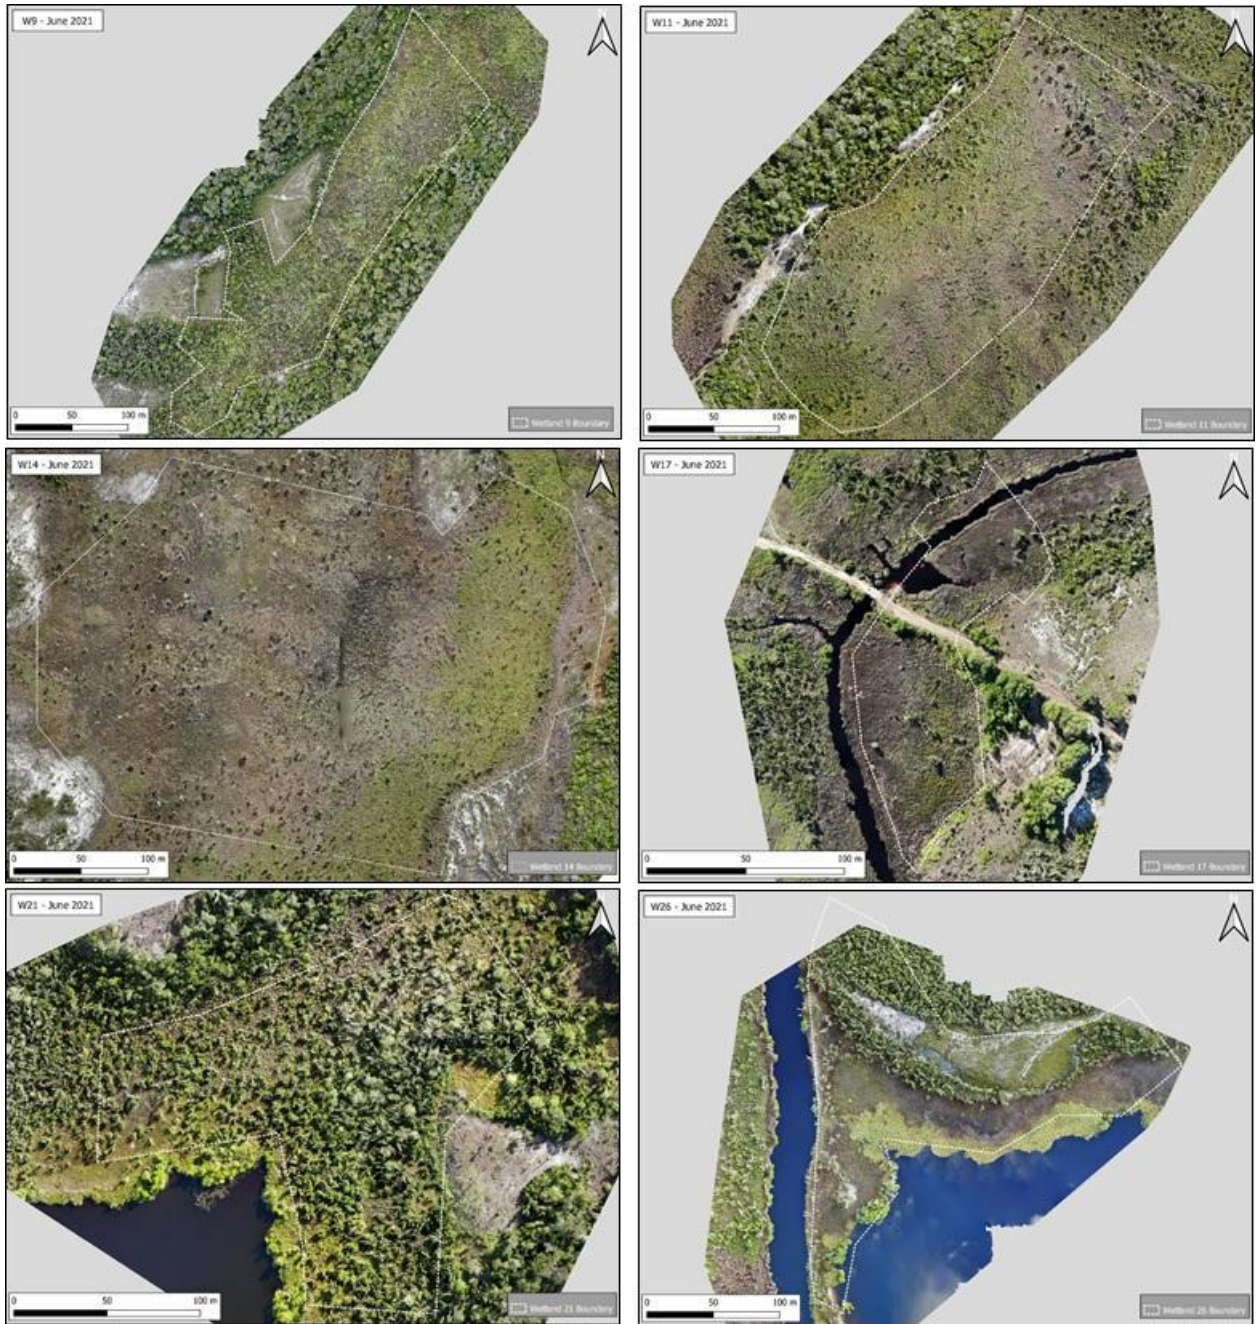 W9 - June 2021
N
0 50 100 m
Wetland 9 Boundary
W11 - June 2021
N
0 50 100 m
Wetland 11 Boundary
W14 - June 2021
N
0 50 100 m
Wetland 14 Boundary
W17 - June 2021
N
0 50 100 m
Wetland 17 Boundary
W21 - June 2021
N
0 50 100 m
Wetland 21 Boundary
W26 - June 2021
N
0 50 100 m
Wetland 26 Boundary